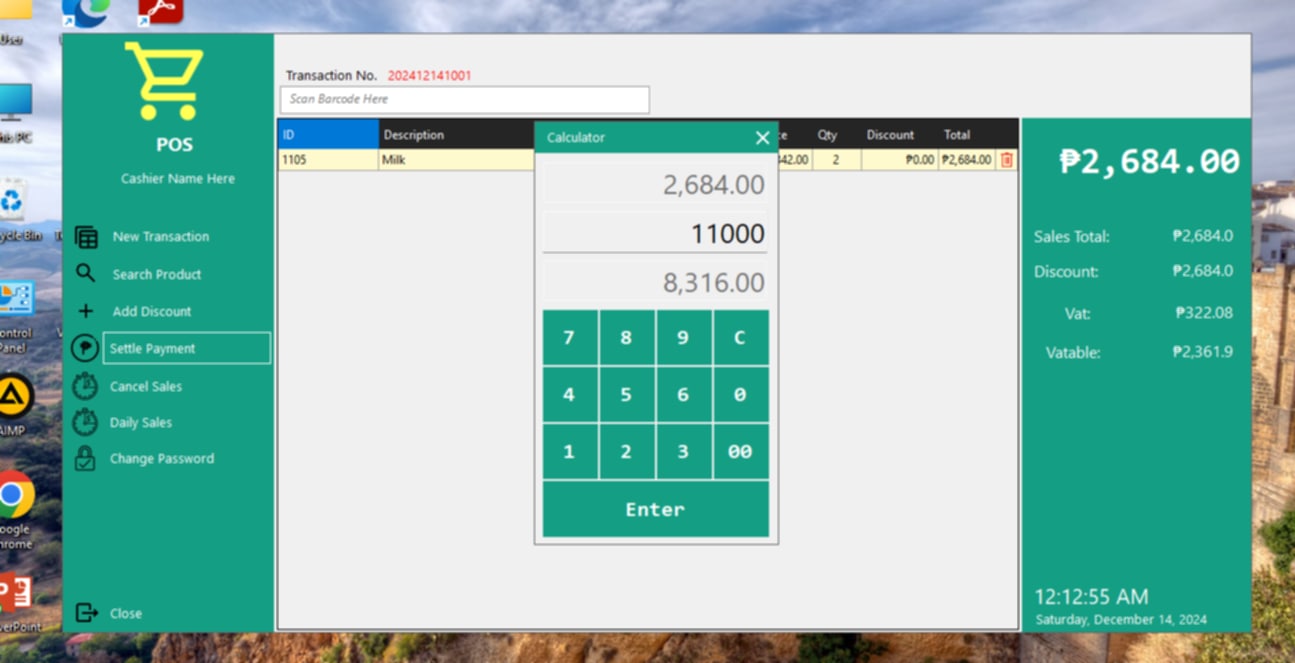 User
POS
Cashier Name Here
New Transaction
Search Product
Add Discount
Settle Payment
Cancel Sales
Daily Sales
Change Password
Close
Transaction No. 202412141001
Scan Barcode Here
ID Description Qty Discount Total
1105 Milk 42.00 2 ₱0.00 ₱2,684.00
Calculator
2,684.00
11000
8,316.00
7 8 9 C
4 5 6 0
1 2 3 00
Enter
₱2,684.00
Sales Total: ₱2,684.0
Discount: ₱2,684.0
Vat: ₱322.08
Vatable: ₱2,361.9
12:12:55 AM
Saturday, December 14, 2024
his PC
ycle Bin
ontrol
Panel
AIMP
oogle
hrome
P
erPoint